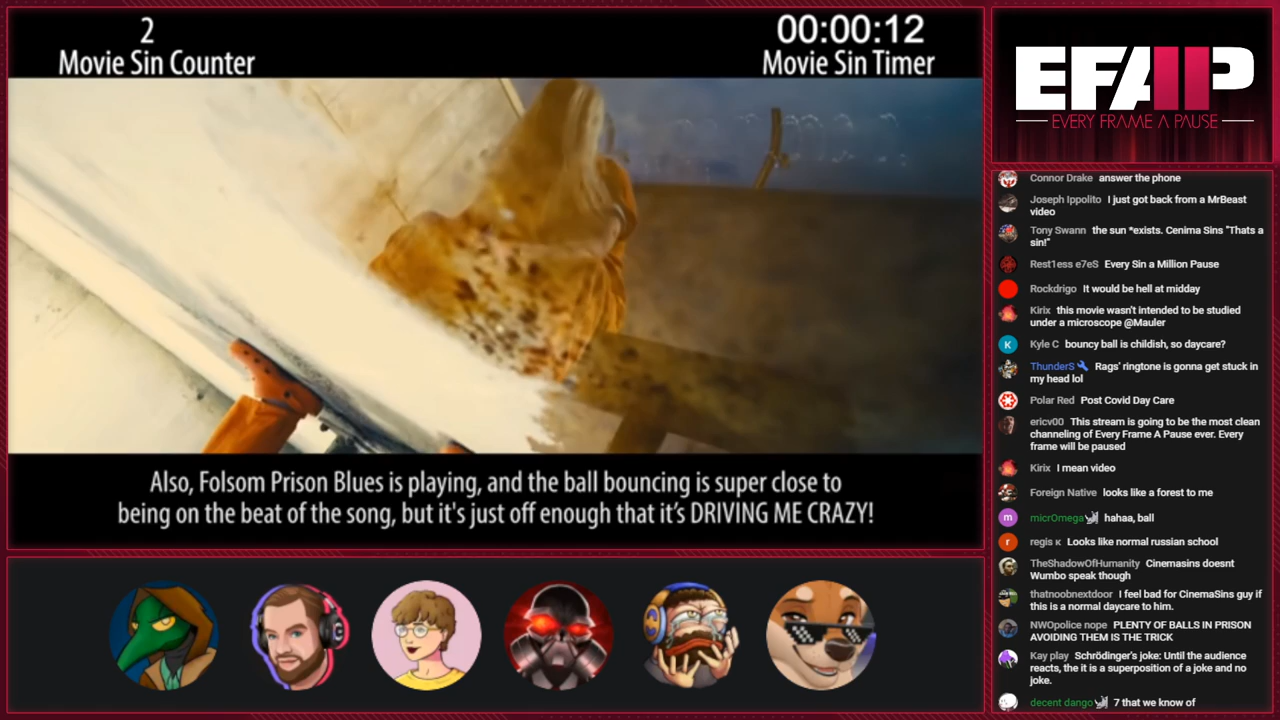 2
Movie Sin Counter
00:00:12
Movie Sin Timer
Also, Folsom Prison Blues is playing, and the ball bouncing is super close to
being on the beat of the song, but it's just off enough that it's DRIVING ME CRAZY!
EFAP
EVERY FRAME A PAUSE
Connor Drake answer the phone
Joseph Ippolito I just got back from a MrBeast
video
Tony Swann the sun *exists. Cenima Sins "Thats a
sin!"
Rest1ess e7eS Every Sin a Million Pause
Rockdrigo It would be hell at midday
Kirix this movie wasn't intended to be studied
under a microscope @Mauler
K
Kyle C bouncy ball is childish, so daycare?
ThunderS Rags' ringtone is gonna get stuck in
my head lol
Polar Red Post Covid Day Care
ericv00 This stream is going to be the most clean
channeling of Every Frame A Pause ever. Every
frame will be paused
Kirix I mean video
Foreign Native looks like a forest to me
m
micrOmega hahaa, ball
r
regis ĸ Looks like normal russian school
TheShadowOfHumanity Cinemasins doesnt
Wumbo speak though
thatnoobnextdoor I feel bad for CinemaSins guy if
this is a normal daycare to him.
NWOpolice nope PLENTY OF BALLS IN PRISON
AVOIDING THEM IS THE TRICK
Kay play Schrödinger's joke: Until the audience
reacts, the it is a superposition of a joke and no
joke.
decent dango 7 that we know of